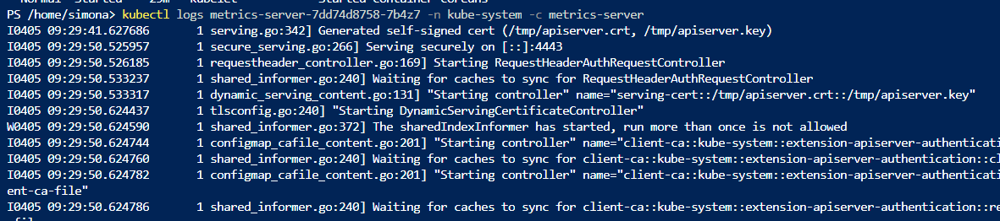 Normal Started 29m kubelet Started container coredns
PS /home/simona> kubectl logs metrics-server-7dd74d8758-7b4z7 -n kube-system -c metrics-server
I0405 09:29:41.627686 1 serving.go:342] Generated self-signed cert (/tmp/apiserver.crt, /tmp/apiserver.key)
I0405 09:29:50.525957 1 secure_serving.go:266] Serving securely on [::]:4443
I0405 09:29:50.526185 1 requestheader_controller.go:169] Starting RequestHeaderAuthRequestController
I0405 09:29:50.533237 1 shared_informer.go:240] Waiting for caches to sync for RequestHeaderAuthRequestController
I0405 09:29:50.533317 1 dynamic_serving_content.go:131] "Starting controller" name="serving-cert::/tmp/apiserver.crt::/tmp/apiserver.key"
I0405 09:29:50.624437 1 tlsconfig.go:240] "Starting DynamicServingCertificateController"
W0405 09:29:50.624590 1 shared_informer.go:372] The sharedIndexInformer has started, run more than once is not allowed
I0405 09:29:50.624744 1 configmap_cafile_content.go:201] "Starting controller" name="client-ca::kube-system::extension-apiserver-authenticati
I0405 09:29:50.624760 1 shared_informer.go:240] Waiting for caches to sync for client-ca::kube-system::extension-apiserver-authentication::cl
I0405 09:29:50.624782 1 configmap_cafile_content.go:201] "Starting controller" name="client-ca::kube-system::extension-apiserver-authenticati
ent-ca-file"
I0405 09:29:50.624786 1 shared_informer.go:240] Waiting for caches to sync for client-ca::kube-system::extension-apiserver-authentication::re